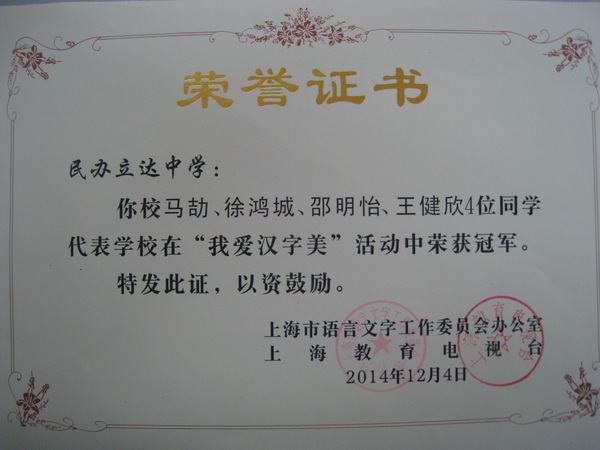 荣誉证书
民办立达中学：
你校马劼、徐鸿城、邵明怡、王健欣4位同学
代表学校在“我爱汉字美”活动中荣获冠军。
特发此证，以资鼓励。
上海市语言文字工作委员会办公室
上海教育电视台
2014年12月4日